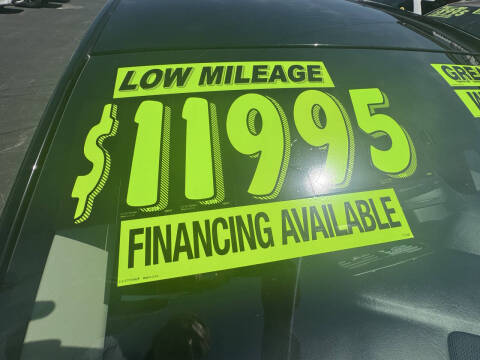 LOW MILEAGE
$11995
FINANCING AVAILABLE